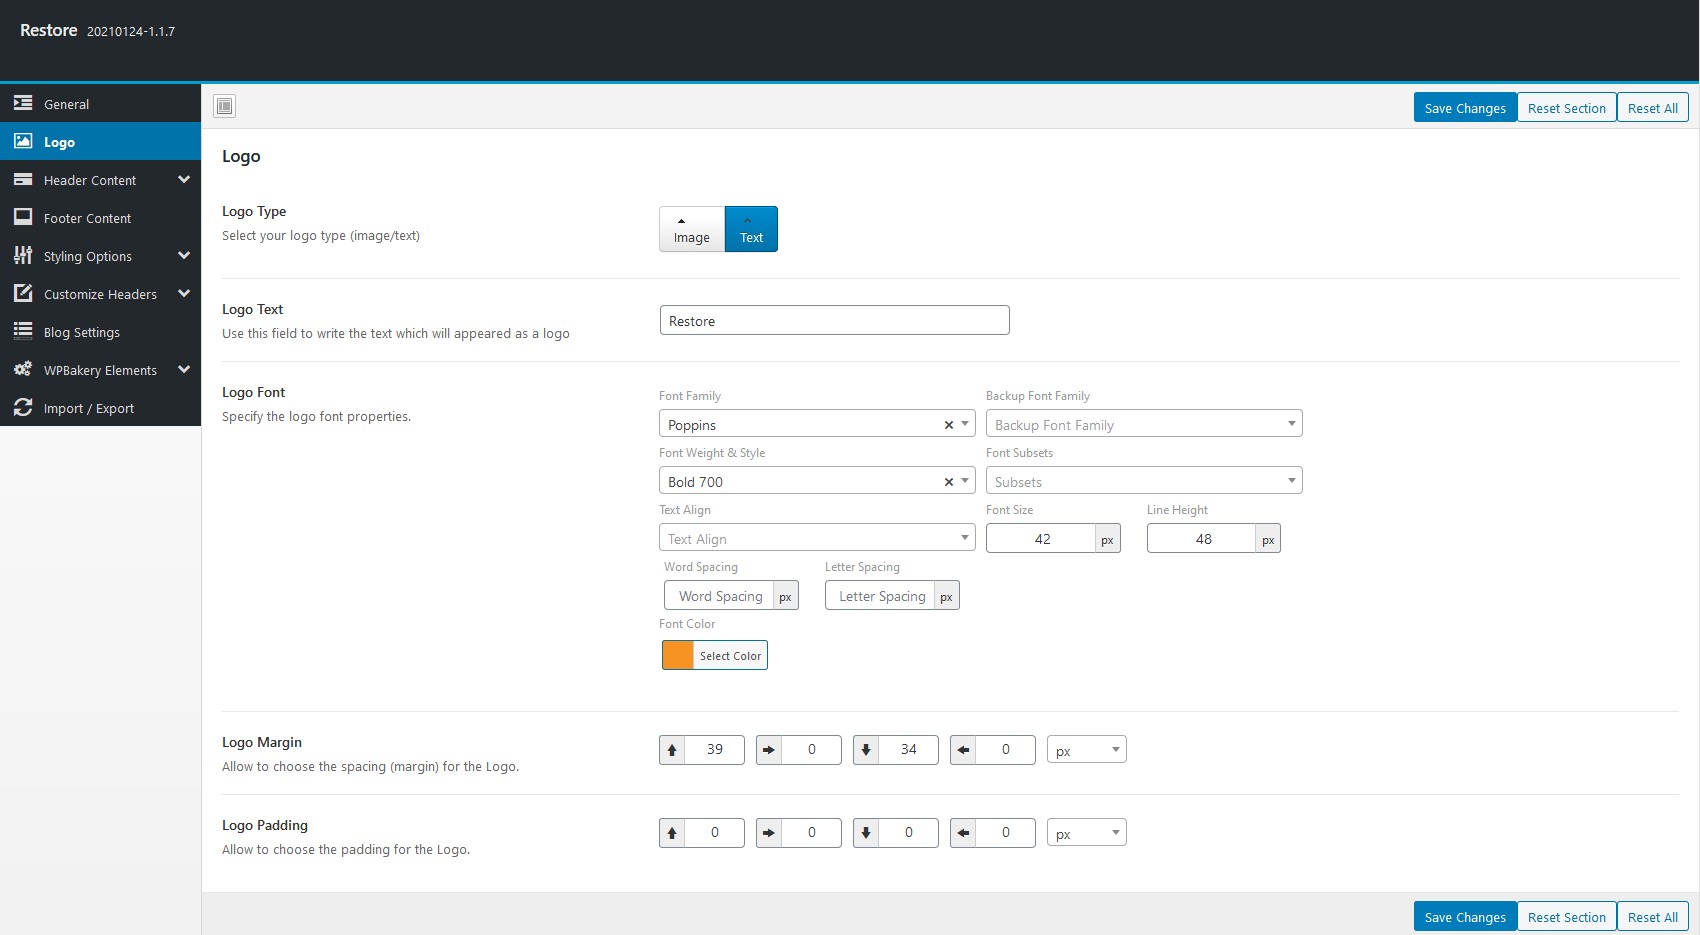 Restore 20210124-1.1.7
General
Logo
Header Content
Footer Content
Styling Options
Customize Headers
Blog Settings
WPBakery Elements
Import / Export
Save Changes Reset Section Reset All
Logo
Logo Type
Select your logo type (image/text)
Image Text
Logo Text
Use this field to write the text which will appeared as a logo
Restore
Logo Font
Specify the logo font properties.
Font Family Backup Font Family
Poppins × Backup Font Family
Font Weight & Style Font Subsets
Bold 700 × Subsets
Text Align Font Size Line Height
Text Align 42 px 48 px
Word Spacing Letter Spacing
Word Spacing px Letter Spacing px
Font Color
Select Color
Logo Margin
Allow to choose the spacing (margin) for the Logo.
39 0 34 0 px
Logo Padding
Allow to choose the padding for the Logo.
0 0 0 0 px
Save Changes Reset Section Reset All